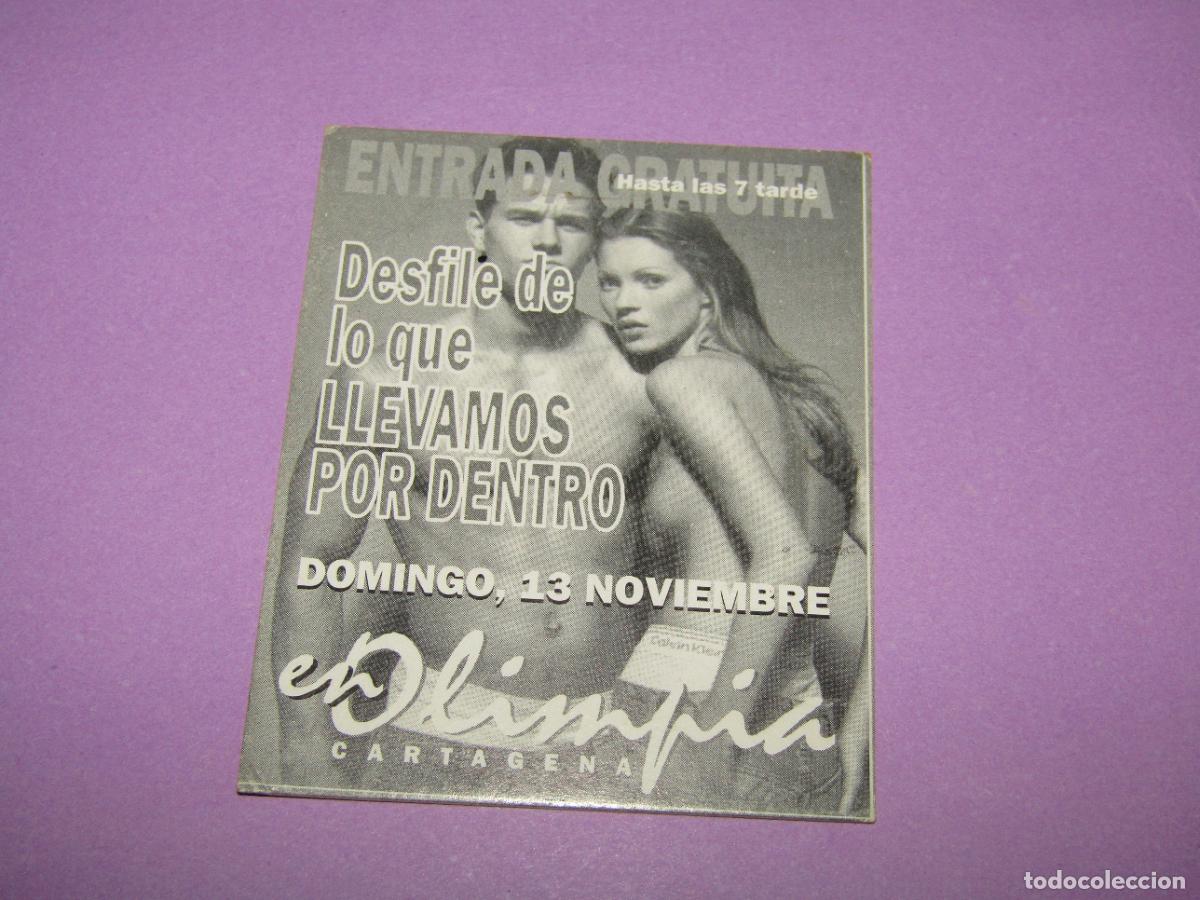 ENTRADA GRATUITA
Hasta las 7 tarde
Desfile de
lo que
LLEVAMOS
POR DENTRO
DOMINGO, 13 NOVIEMBRE
Calvin Klein
en Olimpia
CARTAGENA
todocoleccion